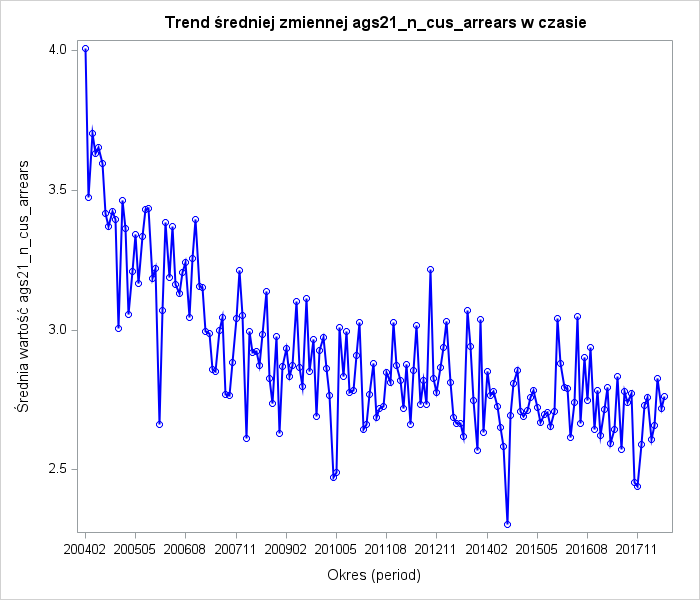 Trend średniej zmiennej ags21_n_cus_arrears w czasie
Średnia wartość ags21_n_cus_arrears
4.0
3.5
3.0
2.5
200402 200505 200608 200711 200902 201005 201108 201211 201402 201505 201608 201711
Okres (period)